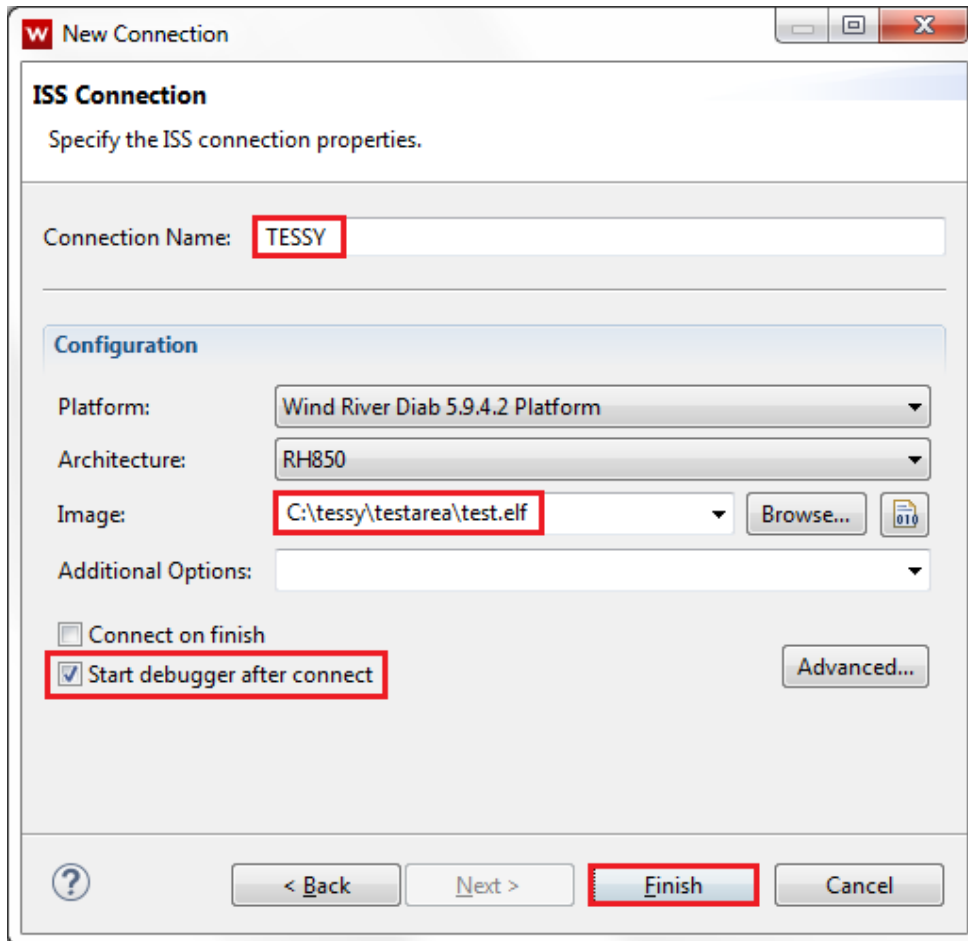 New Connection
ISS Connection
Specify the ISS connection properties.
Connection Name: TESSY
Configuration
Platform: Wind River Diab 5.9.4.2 Platform
Architecture: RH850
Image: C:\tessy\testarea\test.elf Browse... 010
Additional Options:
Connect on finish
Start debugger after connect Advanced...
? < Back Next > Finish Cancel